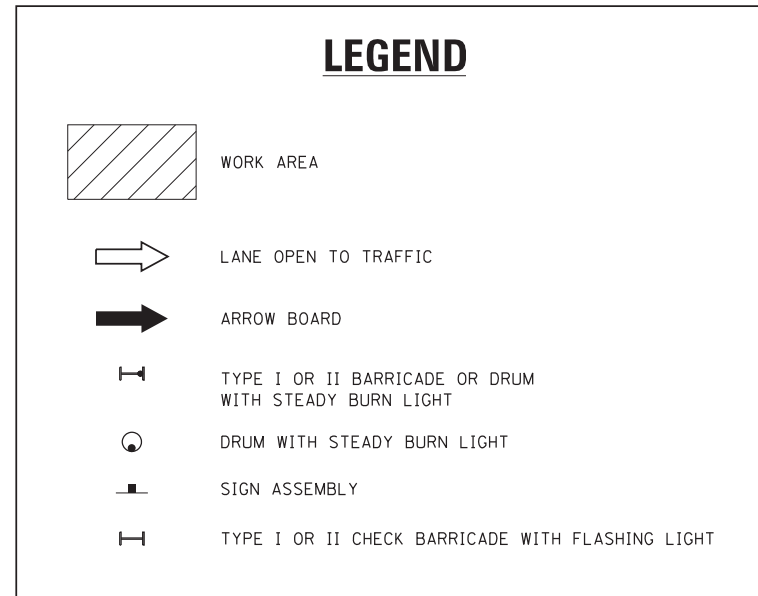 LEGEND
WORK AREA
LANE OPEN TO TRAFFIC
ARROW BOARD
TYPE I OR II BARRICADE OR DRUM
WITH STEADY BURN LIGHT
DRUM WITH STEADY BURN LIGHT
SIGN ASSEMBLY
TYPE I OR II CHECK BARRICADE WITH FLASHING LIGHT